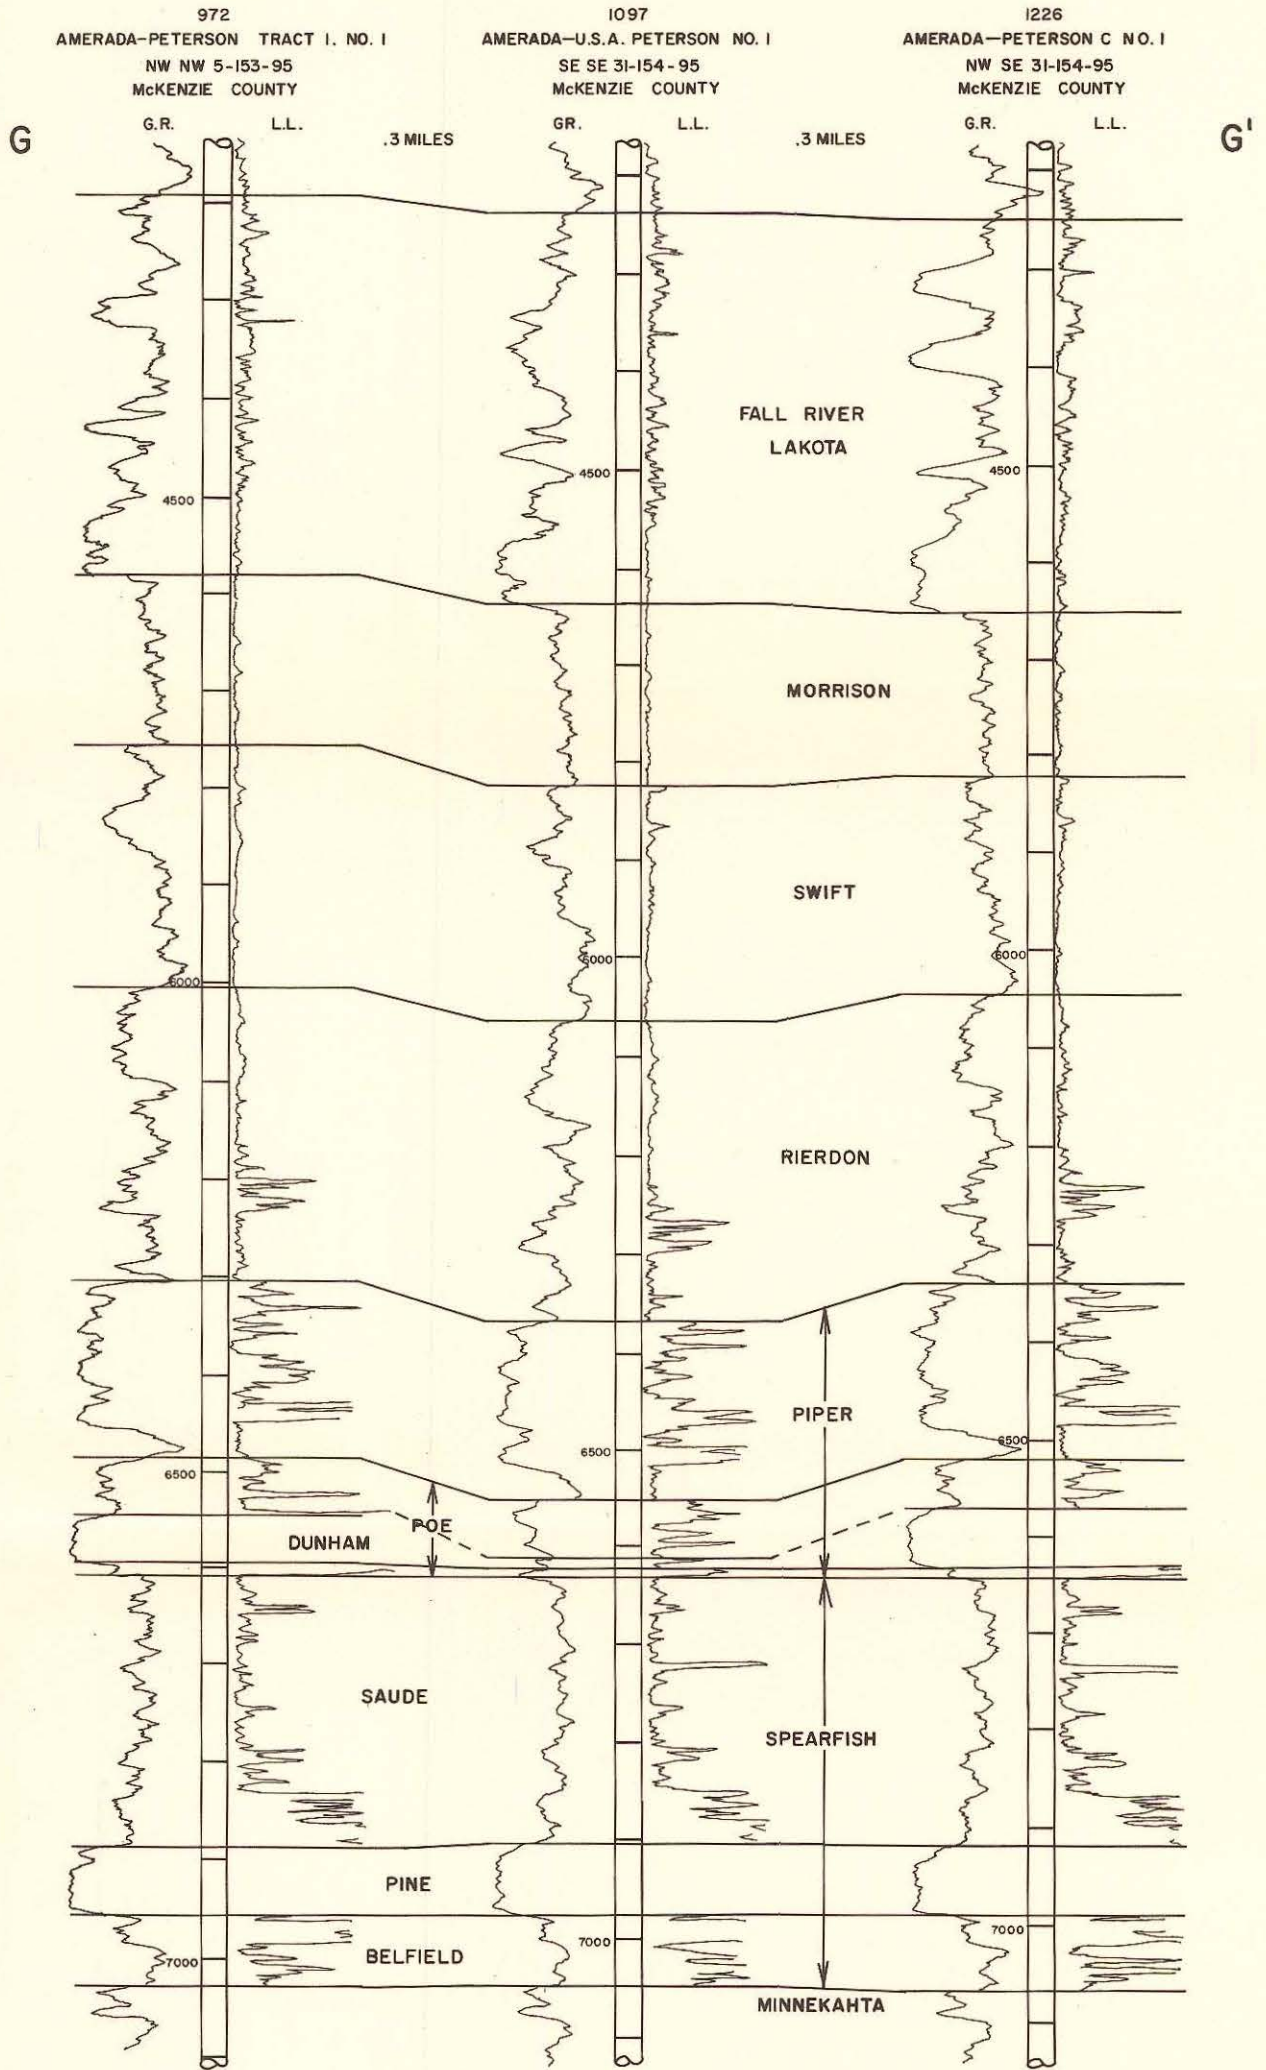 972
AMERADA-PETERSON TRACT I. NO. I
NW NW 5-153-95
McKENZIE COUNTY
G.R. L.L.
1097
AMERADA-U.S.A. PETERSON NO. I
SE SE 31-154-95
McKENZIE COUNTY
GR. L.L.
1226
AMERADA-PETERSON C NO. I
NW SE 31-154-95
McKENZIE COUNTY
G.R. L.L.
G
.3 MILES
.3 MILES
G'
FALL RIVER
LAKOTA
4500
4500
4500
MORRISON
SWIFT
6000
6000
6000
RIERDON
PIPER
6500
6500
6500
POE
DUNHAM
SAUDE
SPEARFISH
PINE
BELFIELD
7000
7000
7000
MINNEKAHTA